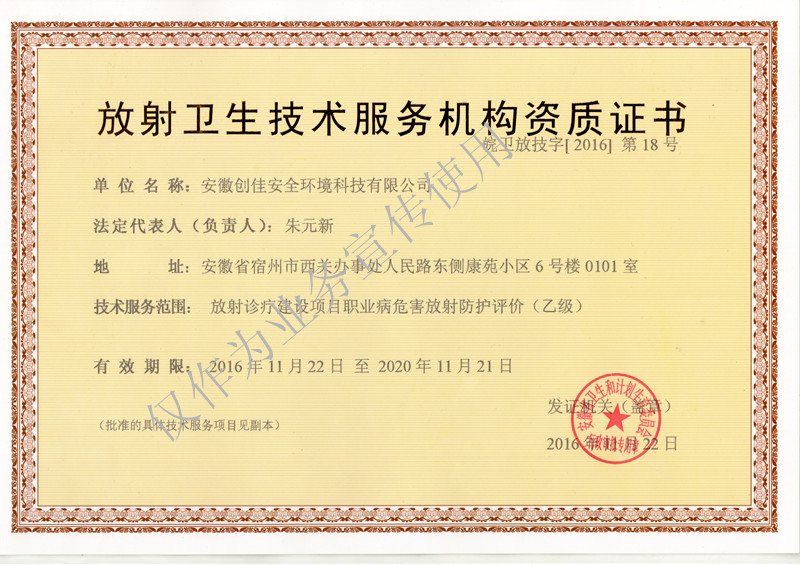 放射卫生技术服务机构资质证书
皖卫放技字[ 2016] 第 18 号
单 位 名 称: 安徽创佳安全环境科技有限公司
法定代表人（负责人）: 朱元新
地 址: 安徽省宿州市西关办事处人民路东侧康苑小区 6 号楼 0101 室
技术服务范围: 放射诊疗建设项目职业病危害放射防护评价（乙级）
有 效 期 限: 2016 年 11 月 22 日 至 2020 年 11 月 21 日
（批准的具体技术服务项目见副本）
发证机关（盖章）
2016 年 11 月 22 日
安徽省卫生和计划生育委员会
仅作为业务宣传使用